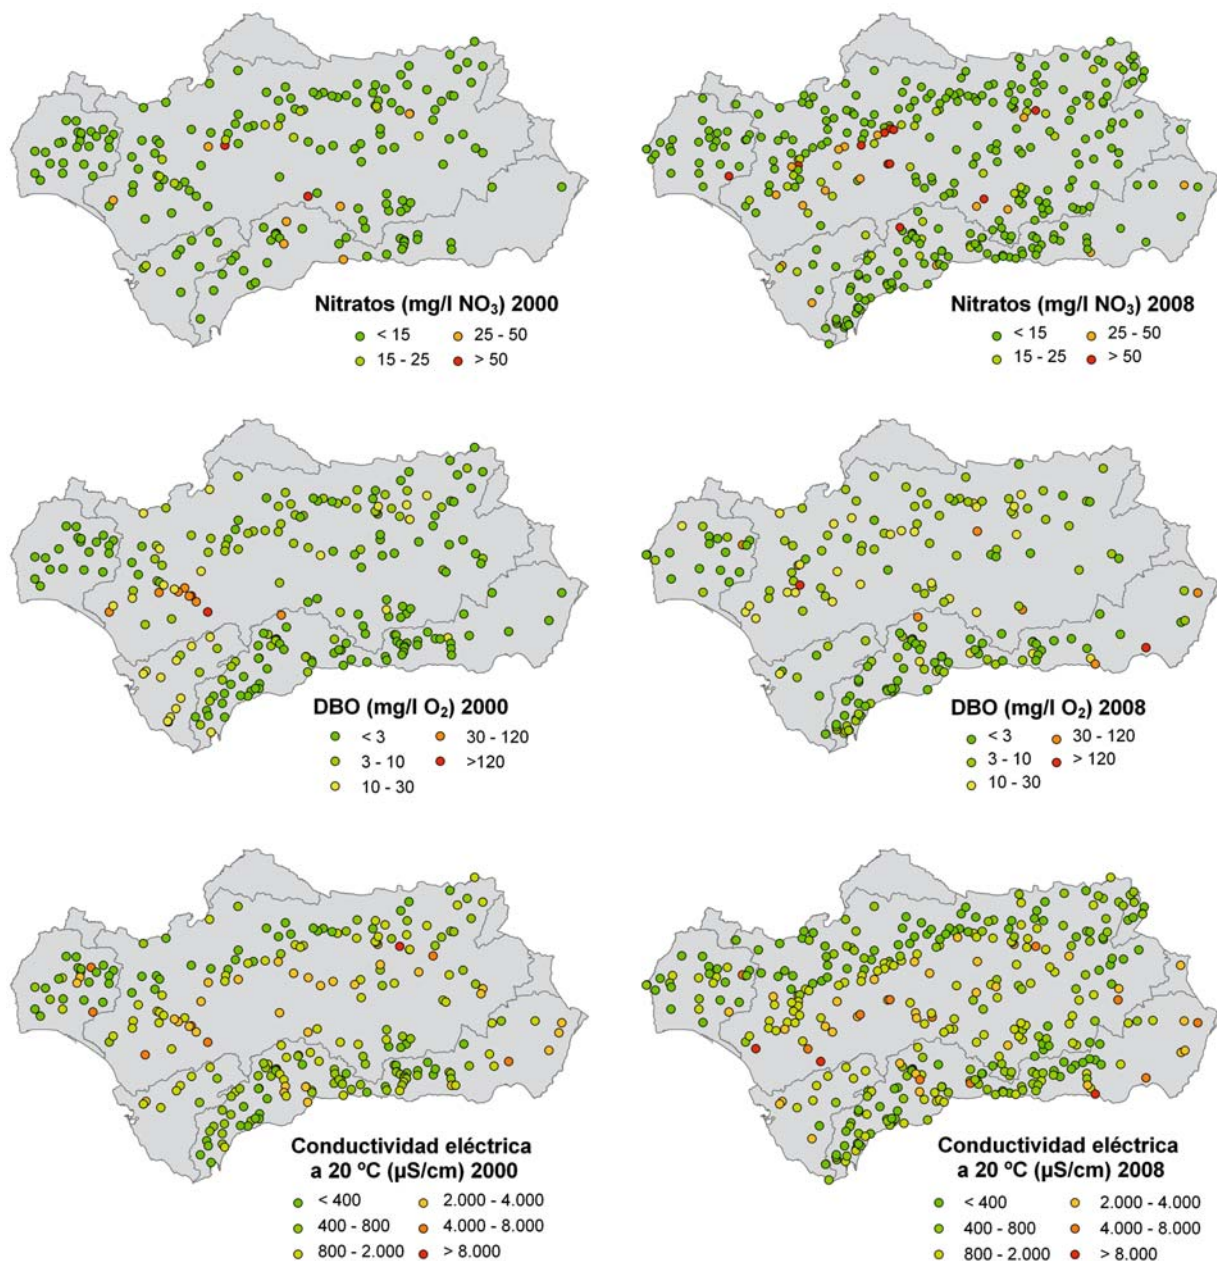 Nitratos (mg/l NO₃) 2000
< 15
25 - 50
15 - 25
> 50
Nitratos (mg/l NO₃) 2008
< 15
25 - 50
15 - 25
> 50
DBO (mg/l O₂) 2000
< 3
30 - 120
3 - 10
>120
10 - 30
DBO (mg/l O₂) 2008
< 3
30 - 120
3 - 10
> 120
10 - 30
Conductividad eléctrica
a 20 ºC (µS/cm) 2000
< 400
2.000 - 4.000
400 - 800
4.000 - 8.000
800 - 2.000
> 8.000
Conductividad eléctrica
a 20 ºC (µS/cm) 2008
< 400
2.000 - 4.000
400 - 800
4.000 - 8.000
800 - 2.000
> 8.000